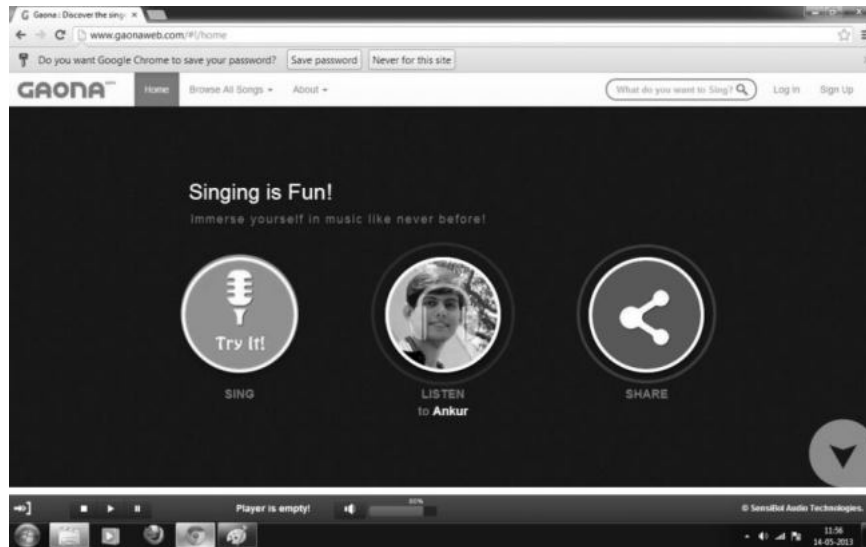 Gaona : Discover the sing
www.gaonaweb.com/#!/home
Do you want Google Chrome to save your password? Save password Never for this site
GAONA Home Browse All Songs About What do you want to Sing? Log in Sign Up
Singing is Fun!
Immerse yourself in music like never before!
Try It!
SING LISTEN SHARE
to Ankur
Player is empty! 80% © SensiBol Audio Technologies.
11:56
14-05-2013